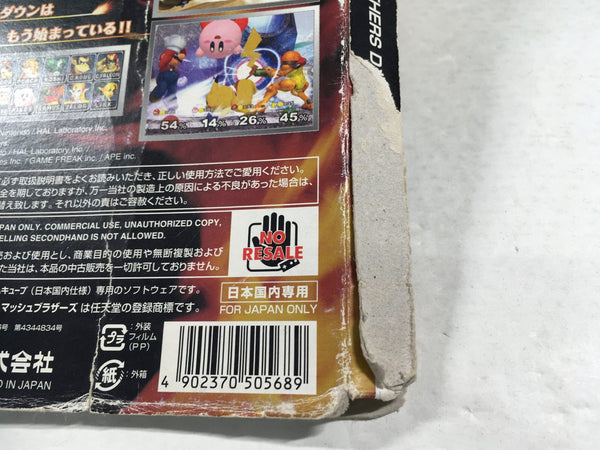 ダウンは
もう始まっている!!
54% 14% 26% 45%
HERS D
Nintendo / HAL Laboratory, Inc.
/ HAL Laboratory, Inc.
/ GAME FREAK inc. / APE inc.
必ず取扱説明書をよくお読みいただき、正しい使用方法でご愛用ください。
全を期しておりますが、万一当社の製造上の原因による不良があった場合は、
替え致します。それ以外の責はご容赦ください。
APAN ONLY. COMMERCIAL USE, UNAUTHORIZED COPY,
ELLING SECONDHAND IS NOT ALLOWED.
売および使用とし、商業目的の使用や無断複製および
た当社は、本品の中古販売を一切許可しておりません。
NO
RESALE
キューブ(日本国内仕様)専用のソフトウェアです。
マッシュブラザーズは任天堂の登録商標です。
日本国内専用
FOR JAPAN ONLY
号 第4344834号
式会社
D IN JAPAN
プラ
:外装
フィルム
(PP)
紙
:外箱
4 902370 505689